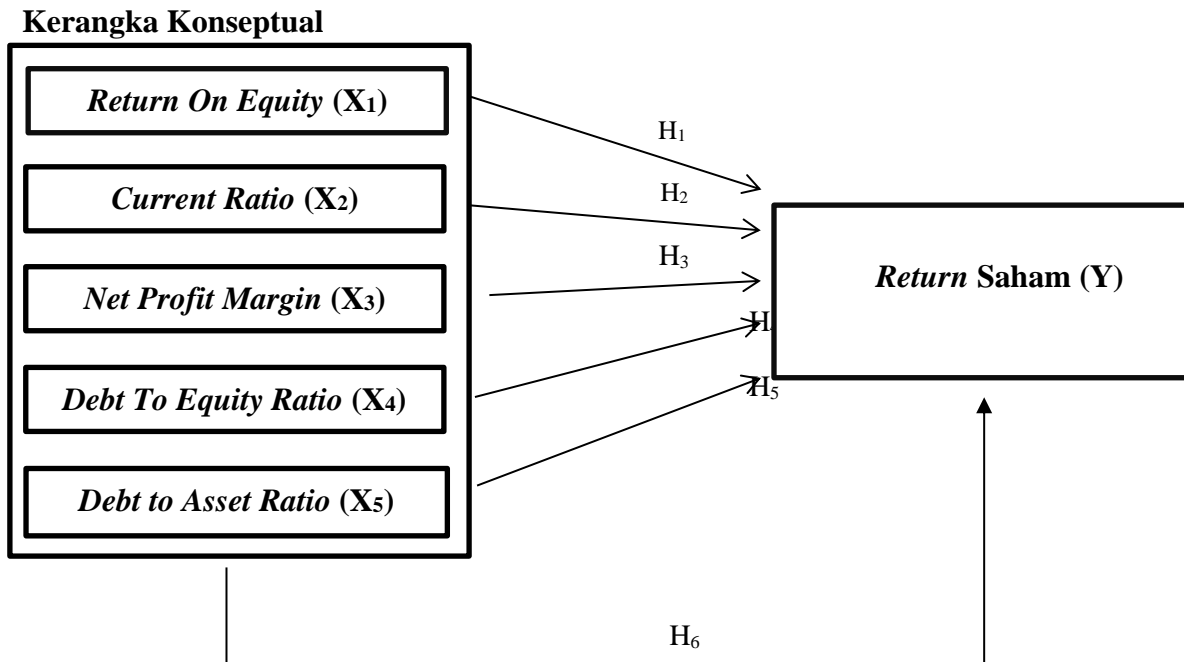 Kerangka Konseptual
Return On Equity (X1)
H1
Current Ratio (X2)
H2
Net Profit Margin (X3)
H3
Return Saham (Y)
Debt To Equity Ratio (X4)
H
Debt to Asset Ratio (X5)
H5
H6